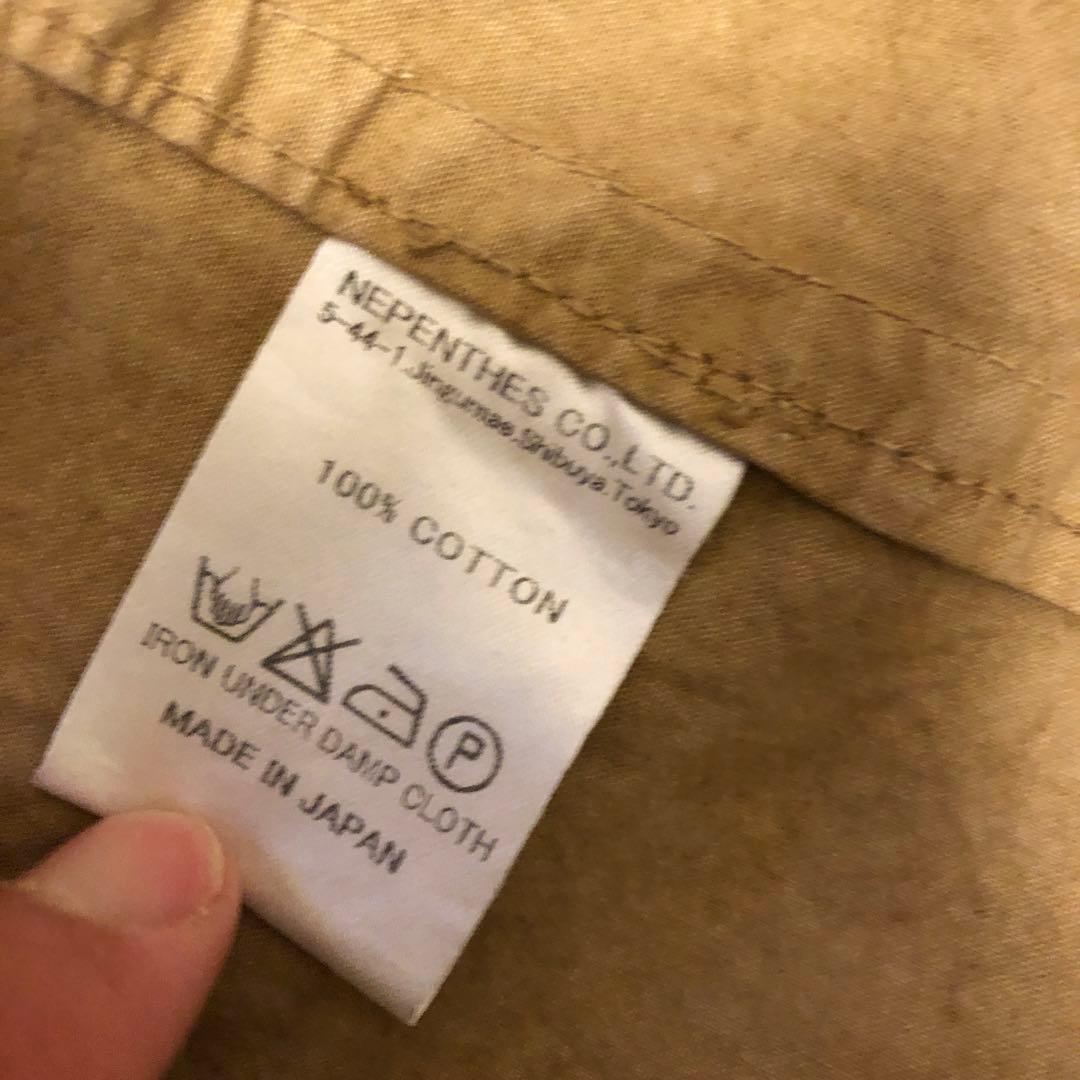 NEPENTHES CO.,LTD.
5-44-1,Jingumae,Shibuya,Tokyo
100% COTTON
P
IRON UNDER DAMP CLOTH
MADE IN JAPAN